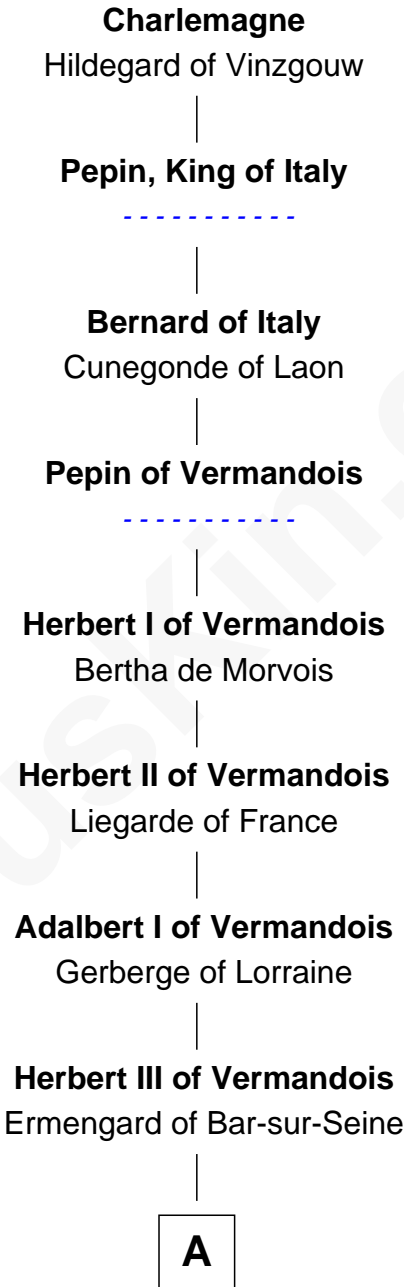 Charlemagne
Hildegard of Vinzgouw
Pepin, King of Italy
- - - - - - - - - - -
Bernard of Italy
Cunegonde of Laon
Pepin of Vermandois
- - - - - - - - - - -
Herbert I of Vermandois
Bertha de Morvois
Herbert II of Vermandois
Liegarde of France
Adalbert I of Vermandois
Gerberge of Lorraine
Herbert III of Vermandois
Ermengard of Bar-sur-Seine
A